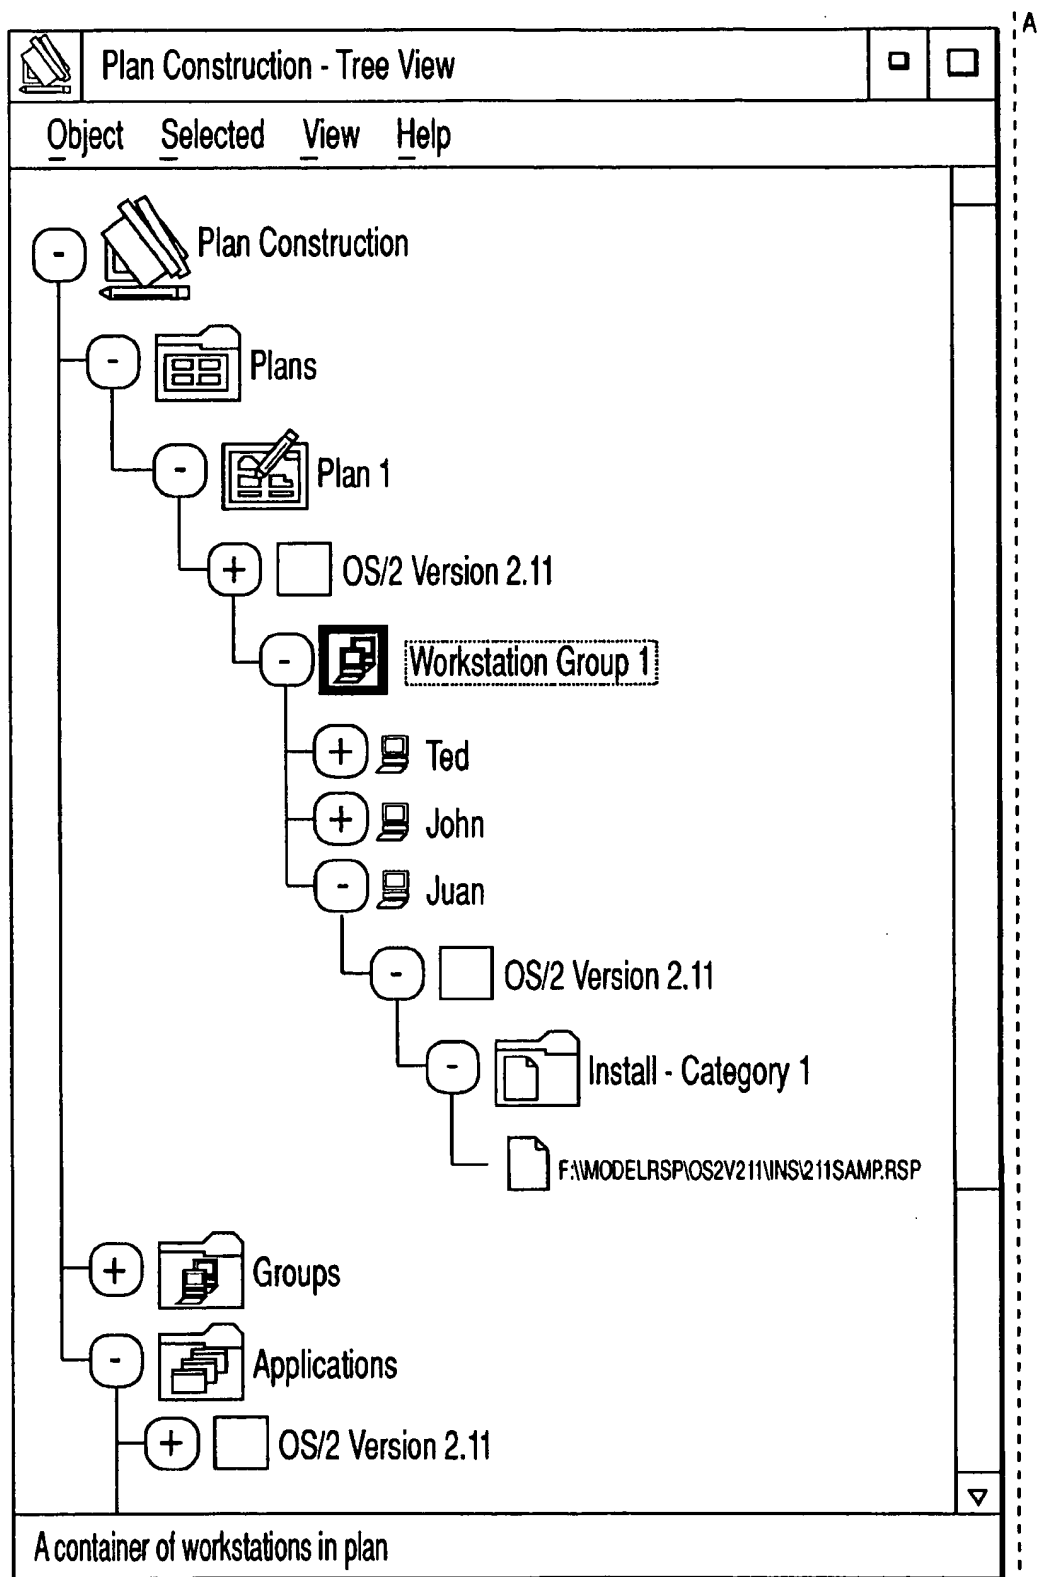 A
Plan Construction - Tree View
Object Selected View Help
- Plan Construction
- Plans
- Plan 1
+ OS/2 Version 2.11
- Workstation Group 1
+ Ted
+ John
- Juan
- OS/2 Version 2.11
- Install - Category 1
F:\\MODELRSP\OS2V211\INS\211SAMP.RSP
+ Groups
- Applications
+ OS/2 Version 2.11
A container of workstations in plan